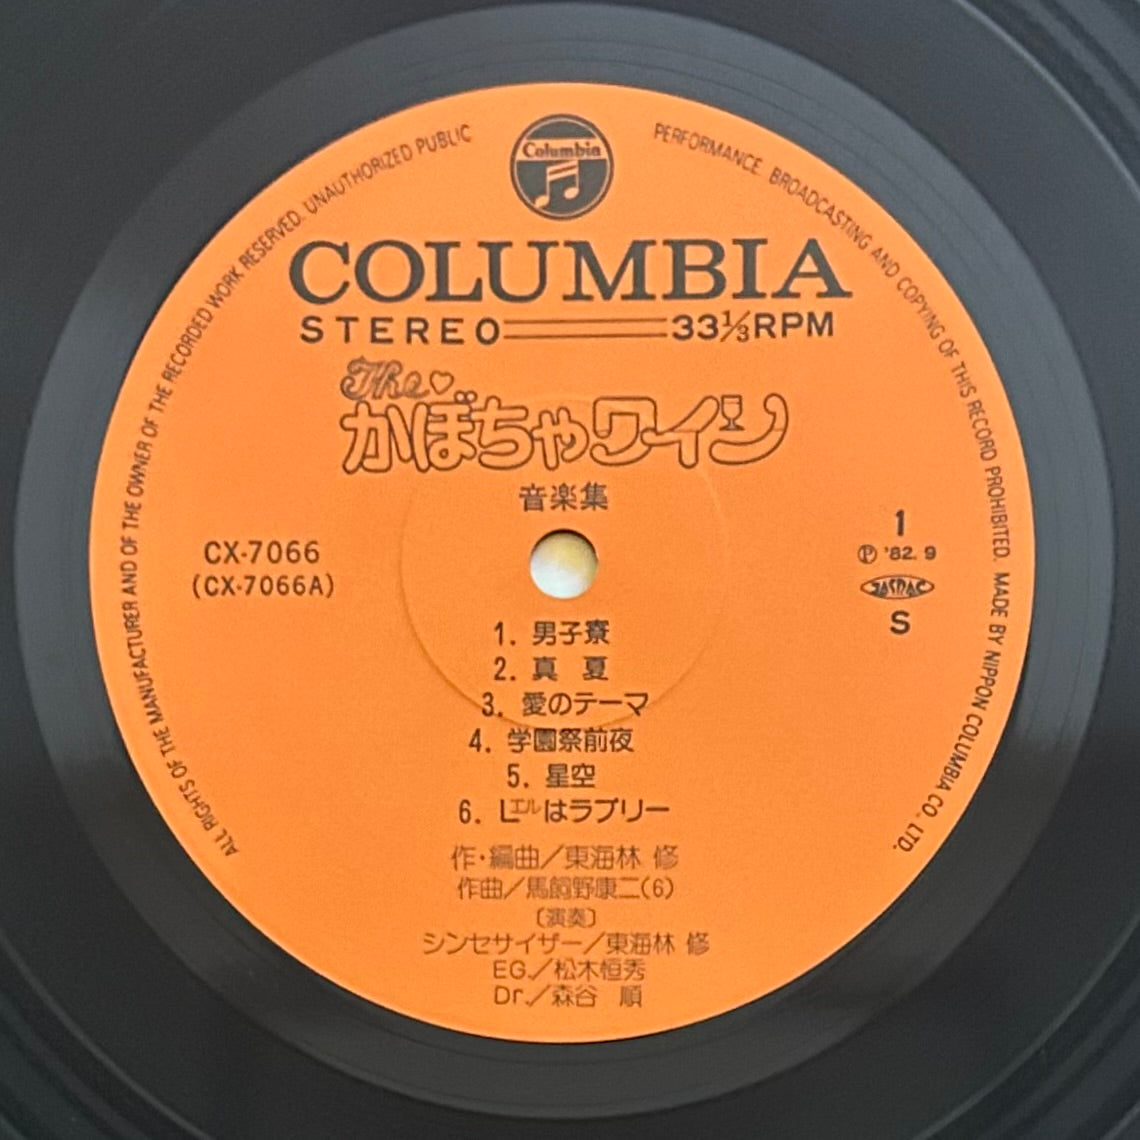 ALL RIGHTS OF THE MANUFACTURER AND OF THE OWNER OF THE RECORDED WORK RESERVED. UNAUTHORIZED PUBLIC PERFORMANCE. BROADCASTING AND COPYING OF THIS RECORD PROHIBITED. MADE BY NIPPON COLUMBIA CO. LTD.
Columbia
COLUMBIA
STEREO 33⅓RPM
The♡
かぼちゃワイン
音楽集
CX-7066
(CX-7066A)
1
Ⓟ '82. 9
JASRAC
S
1. 男子寮
2. 真 夏
3. 愛のテーマ
4. 学園祭前夜
5. 星空
6. Lエルはラブリー
作・編曲/東海林 修
作曲/馬飼野康二(6)
〔演奏〕
シンセサイザー/東海林 修
EG./松木恒秀
Dr./森谷 順